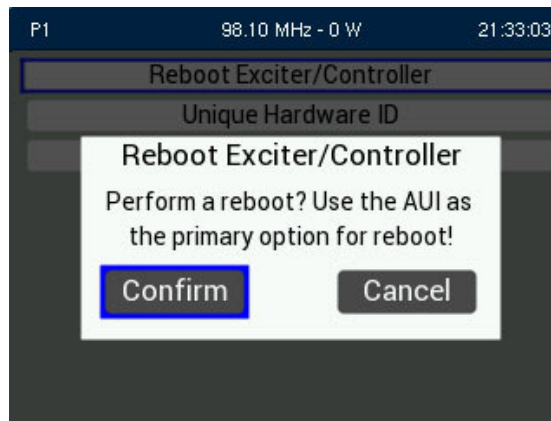 P1 98.10 MHz - 0 W 21:33:03
Reboot Exciter/Controller
Unique Hardware ID
Reboot Exciter/Controller
Perform a reboot? Use the AUI as
the primary option for reboot!
Confirm Cancel